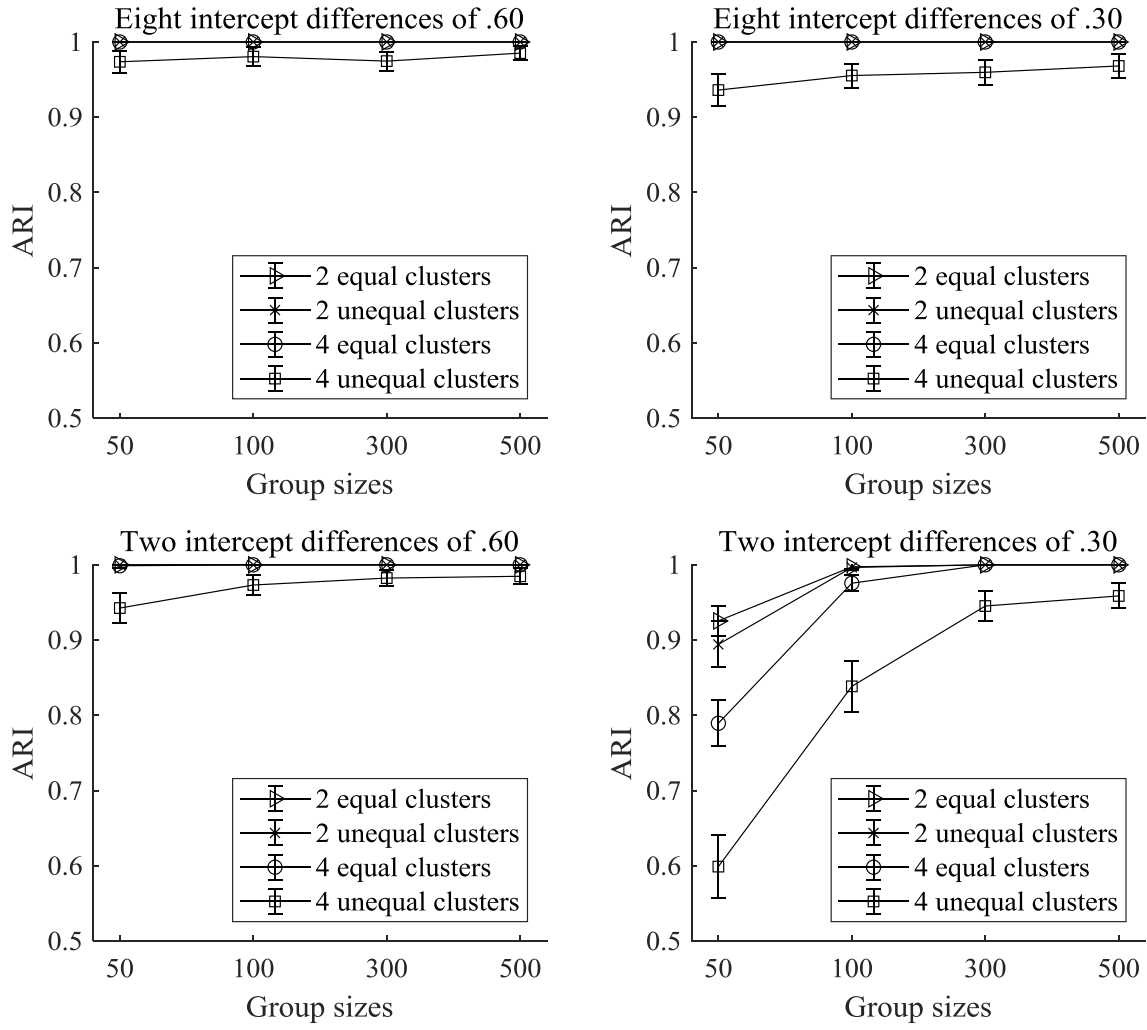 Eight intercept differences of .60
1
0.9
0.8
0.7
0.6
0.5
ARI
2 equal clusters
2 unequal clusters
4 equal clusters
4 unequal clusters
50 100 300 500
Group sizes
Eight intercept differences of .30
1
0.9
0.8
0.7
0.6
0.5
ARI
2 equal clusters
2 unequal clusters
4 equal clusters
4 unequal clusters
50 100 300 500
Group sizes
Two intercept differences of .60
1
0.9
0.8
0.7
0.6
0.5
ARI
2 equal clusters
2 unequal clusters
4 equal clusters
4 unequal clusters
50 100 300 500
Group sizes
Two intercept differences of .30
1
0.9
0.8
0.7
0.6
0.5
ARI
2 equal clusters
2 unequal clusters
4 equal clusters
4 unequal clusters
50 100 300 500
Group sizes